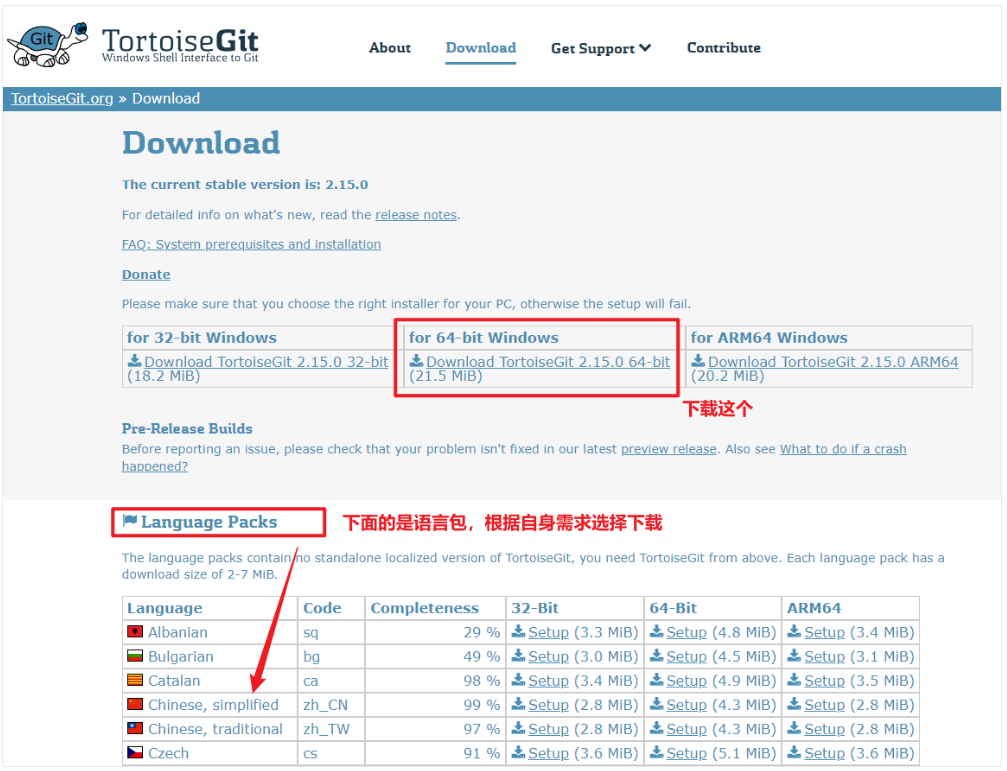 Git
TortoiseGit
Windows Shell Interface to Git
About
Download
Get Support
Contribute
TortoiseGit.org » Download
Download
The current stable version is: 2.15.0
For detailed info on what's new, read the release notes.
FAQ: System prerequisites and installation
Donate
Please make sure that you choose the right installer for your PC, otherwise the setup will fail.
for 32-bit Windows for 64-bit Windows for ARM64 Windows
Download TortoiseGit 2.15.0 32-bit Download TortoiseGit 2.15.0 64-bit Download TortoiseGit 2.15.0 ARM64
(18.2 MiB) (21.5 MiB) (20.2 MiB)
下载这个
Pre-Release Builds
Before reporting an issue, please check that your problem isn't fixed in our latest preview release. Also see What to do if a crash
happened?
Language Packs 下面的是语言包，根据自身需求选择下载
The language packs contain no standalone localized version of TortoiseGit, you need TortoiseGit from above. Each language pack has a
download size of 2-7 MiB.
Language Code Completeness 32-Bit 64-Bit ARM64
Albanian sq 29 % Setup (3.3 MiB) Setup (4.8 MiB) Setup (3.4 MiB)
Bulgarian bg 49 % Setup (3.0 MiB) Setup (4.5 MiB) Setup (3.1 MiB)
Catalan ca 98 % Setup (3.4 MiB) Setup (4.9 MiB) Setup (3.5 MiB)
Chinese, simplified zh_CN 99 % Setup (2.8 MiB) Setup (4.3 MiB) Setup (2.8 MiB)
Chinese, traditional zh_TW 97 % Setup (2.8 MiB) Setup (4.3 MiB) Setup (2.8 MiB)
Czech cs 91 % Setup (3.6 MiB) Setup (5.1 MiB) Setup (3.6 MiB)